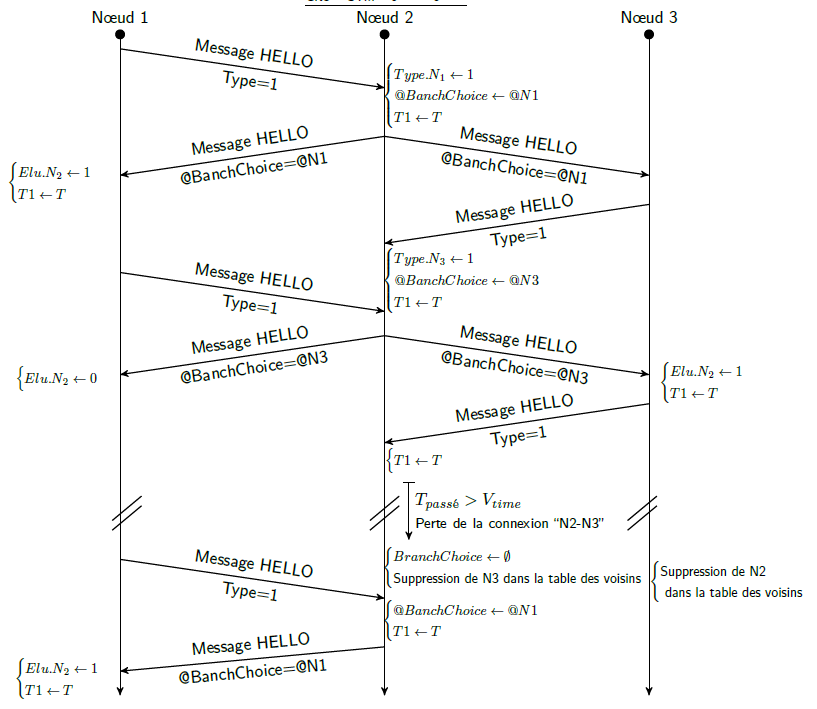 Nœud 1
Nœud 2
Nœud 3
Message HELLO
Type=1
Type.N₁ ← 1
@BanchChoice ← @N1
T1 ← T
Message HELLO
@BanchChoice=@N1
Message HELLO
@BanchChoice=@N1
Elu.N₂ ← 1
T1 ← T
Message HELLO
Type=1
Type.N₃ ← 1
@BanchChoice ← @N3
T1 ← T
Message HELLO
Type=1
Message HELLO
@BanchChoice=@N3
Message HELLO
@BanchChoice=@N3
Elu.N₂ ← 0
Elu.N₂ ← 1
T1 ← T
Message HELLO
Type=1
T1 ← T
Tpassé > Vtime
Perte de la connexion “N2-N3”
Message HELLO
Type=1
BranchChoice ← ∅
Suppression de N3 dans la table des voisins
Suppression de N2
dans la table des voisins
@BanchChoice ← @N1
T1 ← T
Message HELLO
@BanchChoice=@N1
Elu.N₂ ← 1
T1 ← T